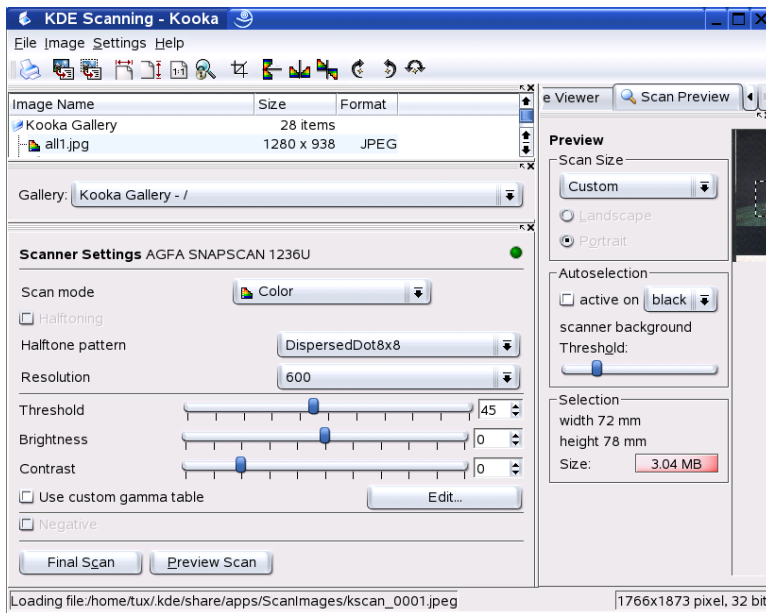 KDE Scanning - Kooka
File Image Settings Help
Image Name Size Format
Kooka Gallery 28 items
all1.jpg 1280 x 938 JPEG
Gallery: Kooka Gallery - /
Scanner Settings AGFA SNAPSCAN 1236U
Scan mode Color
Halftoning
Halftone pattern DispersedDot8x8
Resolution 600
Threshold 45
Brightness 0
Contrast 0
Use custom gamma table Edit...
Negative
Final Scan Preview Scan
e Viewer Scan Preview
Preview
Scan Size
Custom
Landscape
Portrait
Autoselection
active on black
scanner background
Threshold:
Selection
width 72 mm
height 78 mm
Size: 3.04 MB
Loading file:/home/tux/.kde/share/apps/ScanImages/kscan_0001.jpeg
1766x1873 pixel, 32 bit